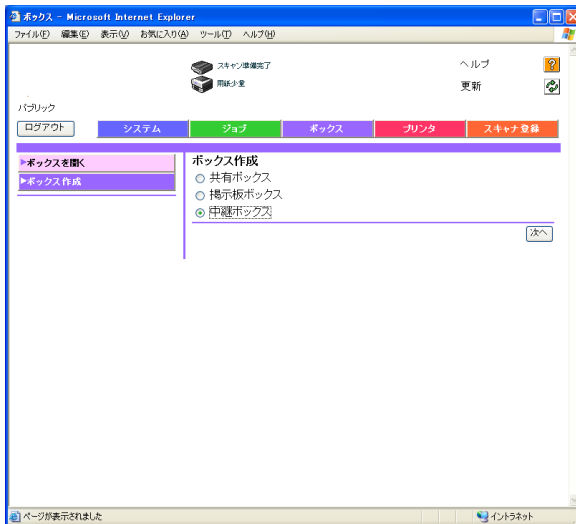 ボックス - Microsoft Internet Explorer
ファイル(F) 編集(E) 表示(V) お気に入り(A) ツール(T) ヘルプ(H)
スキャン準備完了 ヘルプ ?
用紙少量 更新
パブリック
ログアウト システム ジョブ ボックス プリンタ スキャナ登録
ボックスを開く
ボックス作成
ボックス作成
共有ボックス
掲示板ボックス
中継ボックス
次へ
ページが表示されました イントラネット